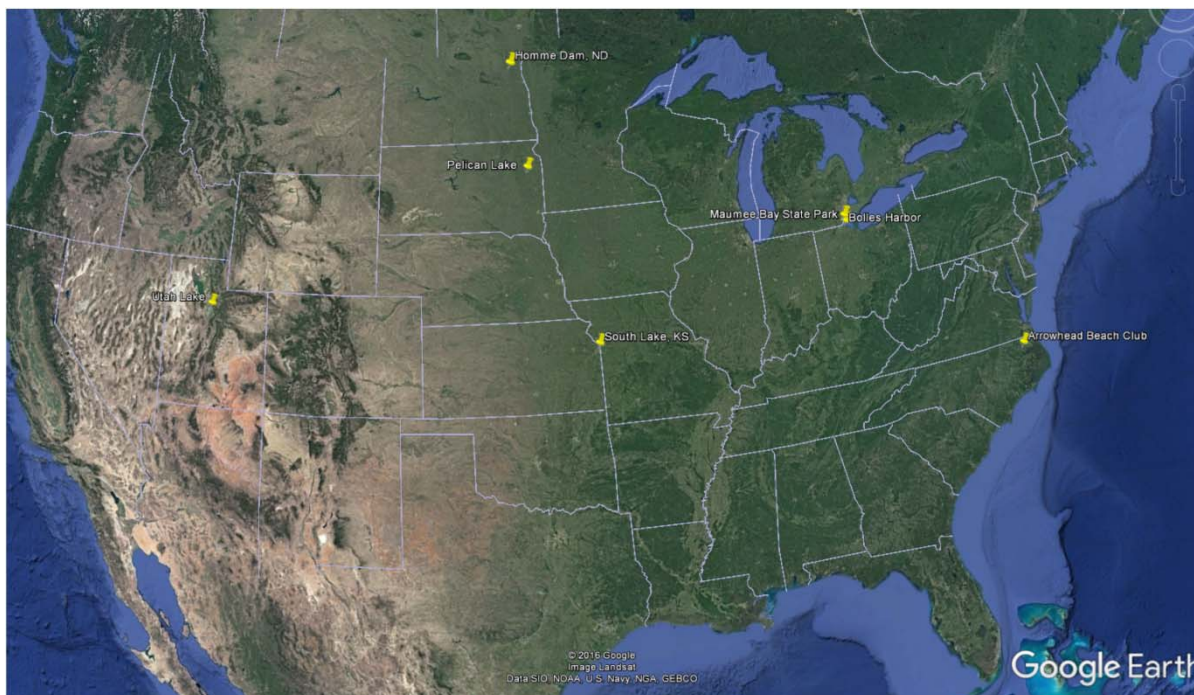 Homme Dam, ND
Pelican Lake
Maumee Bay State Park
Bolles Harbor
Utah Lake
South Lake, KS
Arrowhead Beach Club
© 2016 Google
Image Landsat
Data SIO, NOAA, U.S. Navy, NGA, GEBCO
Google Earth